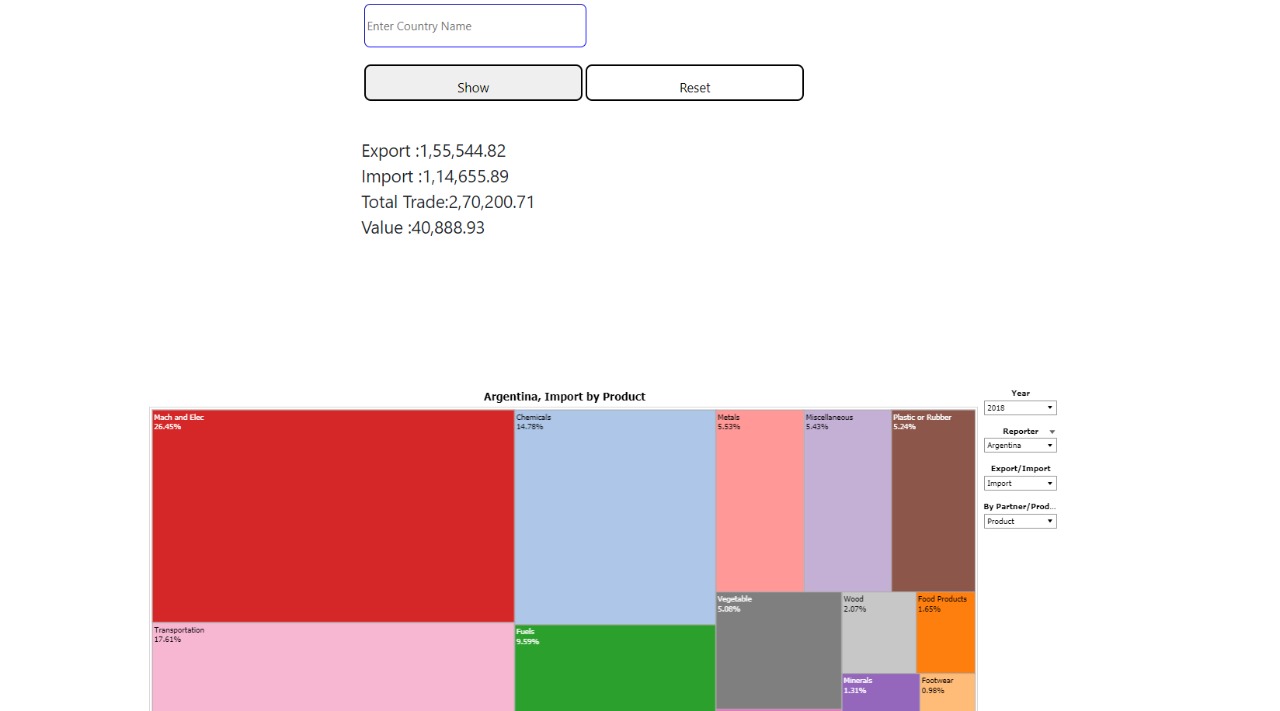 Enter Country Name
Show
Reset
Export :1,55,544.82
Import :1,14,655.89
Total Trade:2,70,200.71
Value :40,888.93
Argentina, Import by Product
Mach and Elec
26.45%
Chemicals
14.78%
Metals
5.53%
Miscellaneous
5.43%
Plastic or Rubber
5.24%
Transportation
17.61%
Fuels
9.59%
Vegetable
5.08%
Wood
2.07%
Food Products
1.65%
Minerals
1.31%
Footwear
0.98%
Year
2018
Reporter
Argentina
Export/Import
Import
By Partner/Prod...
Product